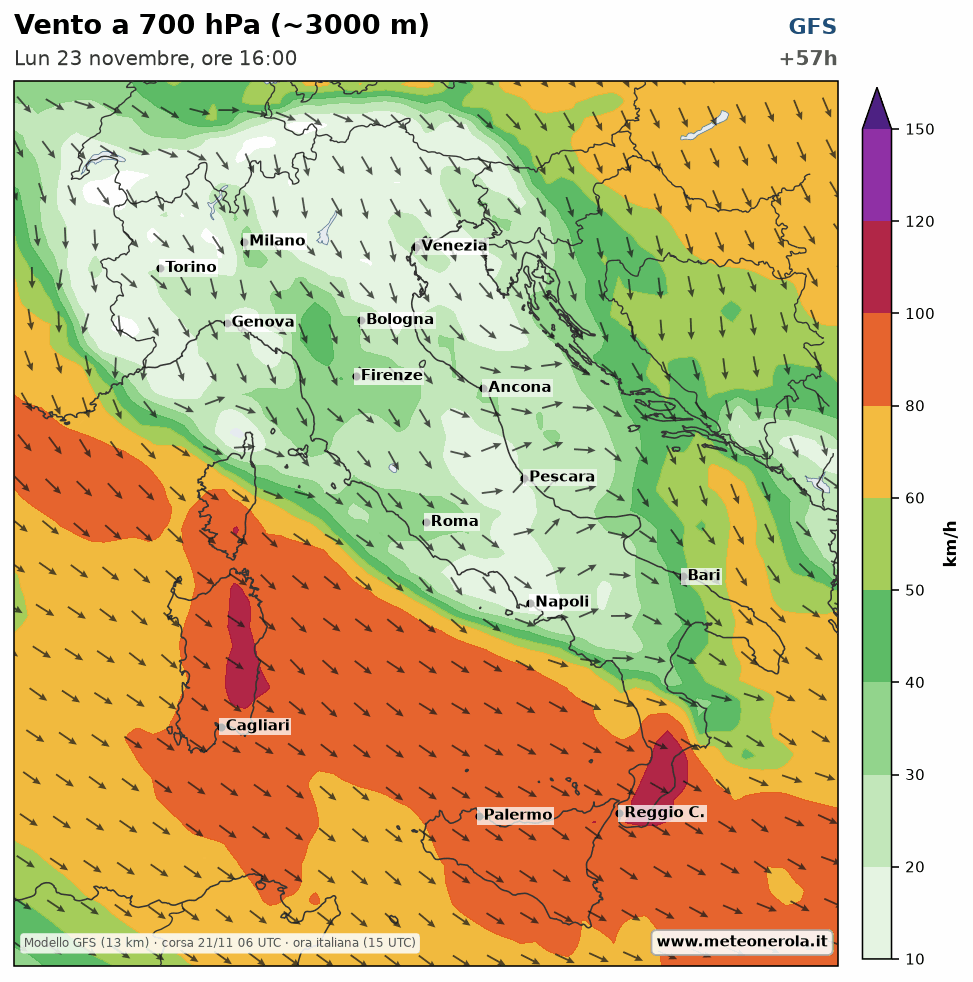 Vento a 700 hPa (~3000 m)
GFS
Lun 23 novembre, ore 16:00
+57h
150
120
100
80
60
50
40
30
20
10
km/h
Milano
Venezia
Torino
Genova
Bologna
Firenze
Ancona
Pescara
Roma
Bari
Napoli
Cagliari
Palermo
Reggio C.
Modello GFS (13 km) · corsa 21/11 06 UTC · ora italiana (15 UTC)
www.meteonerola.it